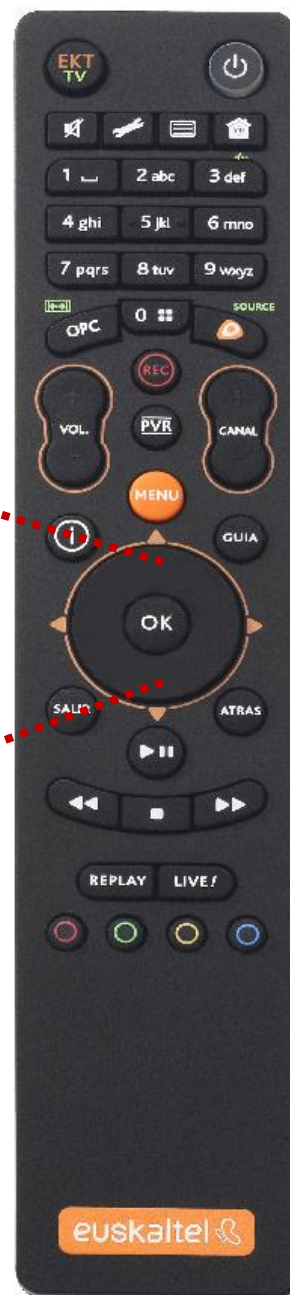 EKT
TV
1 2 abc 3 def
4 ghi 5 jkl 6 mno
7 pqrs 8 tuv 9 wxyz
OPC 0 SOURCE
REC
VOL. PVR CANAL
MENU
i GUIA
OK
SALIR ATRAS
REPLAY LIVE!
euskaltel